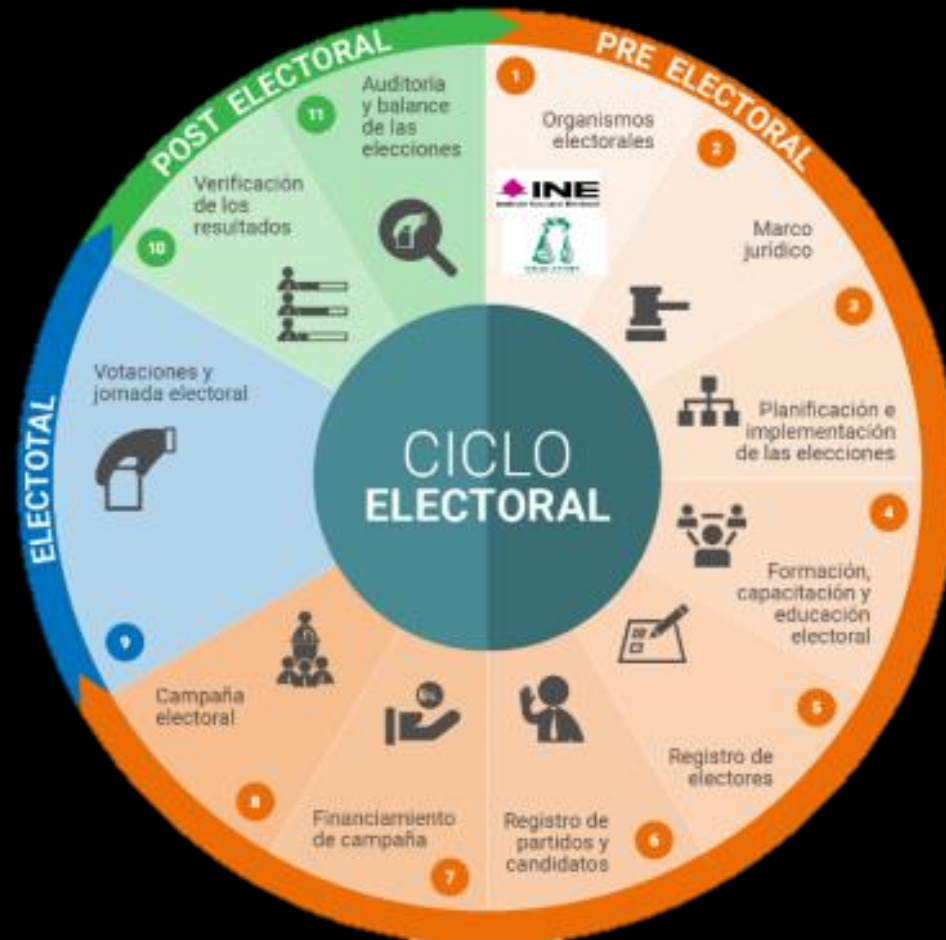 PRE ELECTORAL
1
Organismos
electorales
INE
2
Marco
jurídico
3
Planificación e
implementación
de las elecciones
4
Formación,
capacitación y
educación
electoral
5
Registro de
electores
6
Registro de
partidos y
candidatos
7
Financiamiento
de campaña
8
Campaña
electoral
ELECTOTAL
9
Votaciones y
jornada electoral
POST ELECTORAL
10
Verificación
de los
resultados
11
Auditoria
y balance
de las
elecciones
CICLO
ELECTORAL